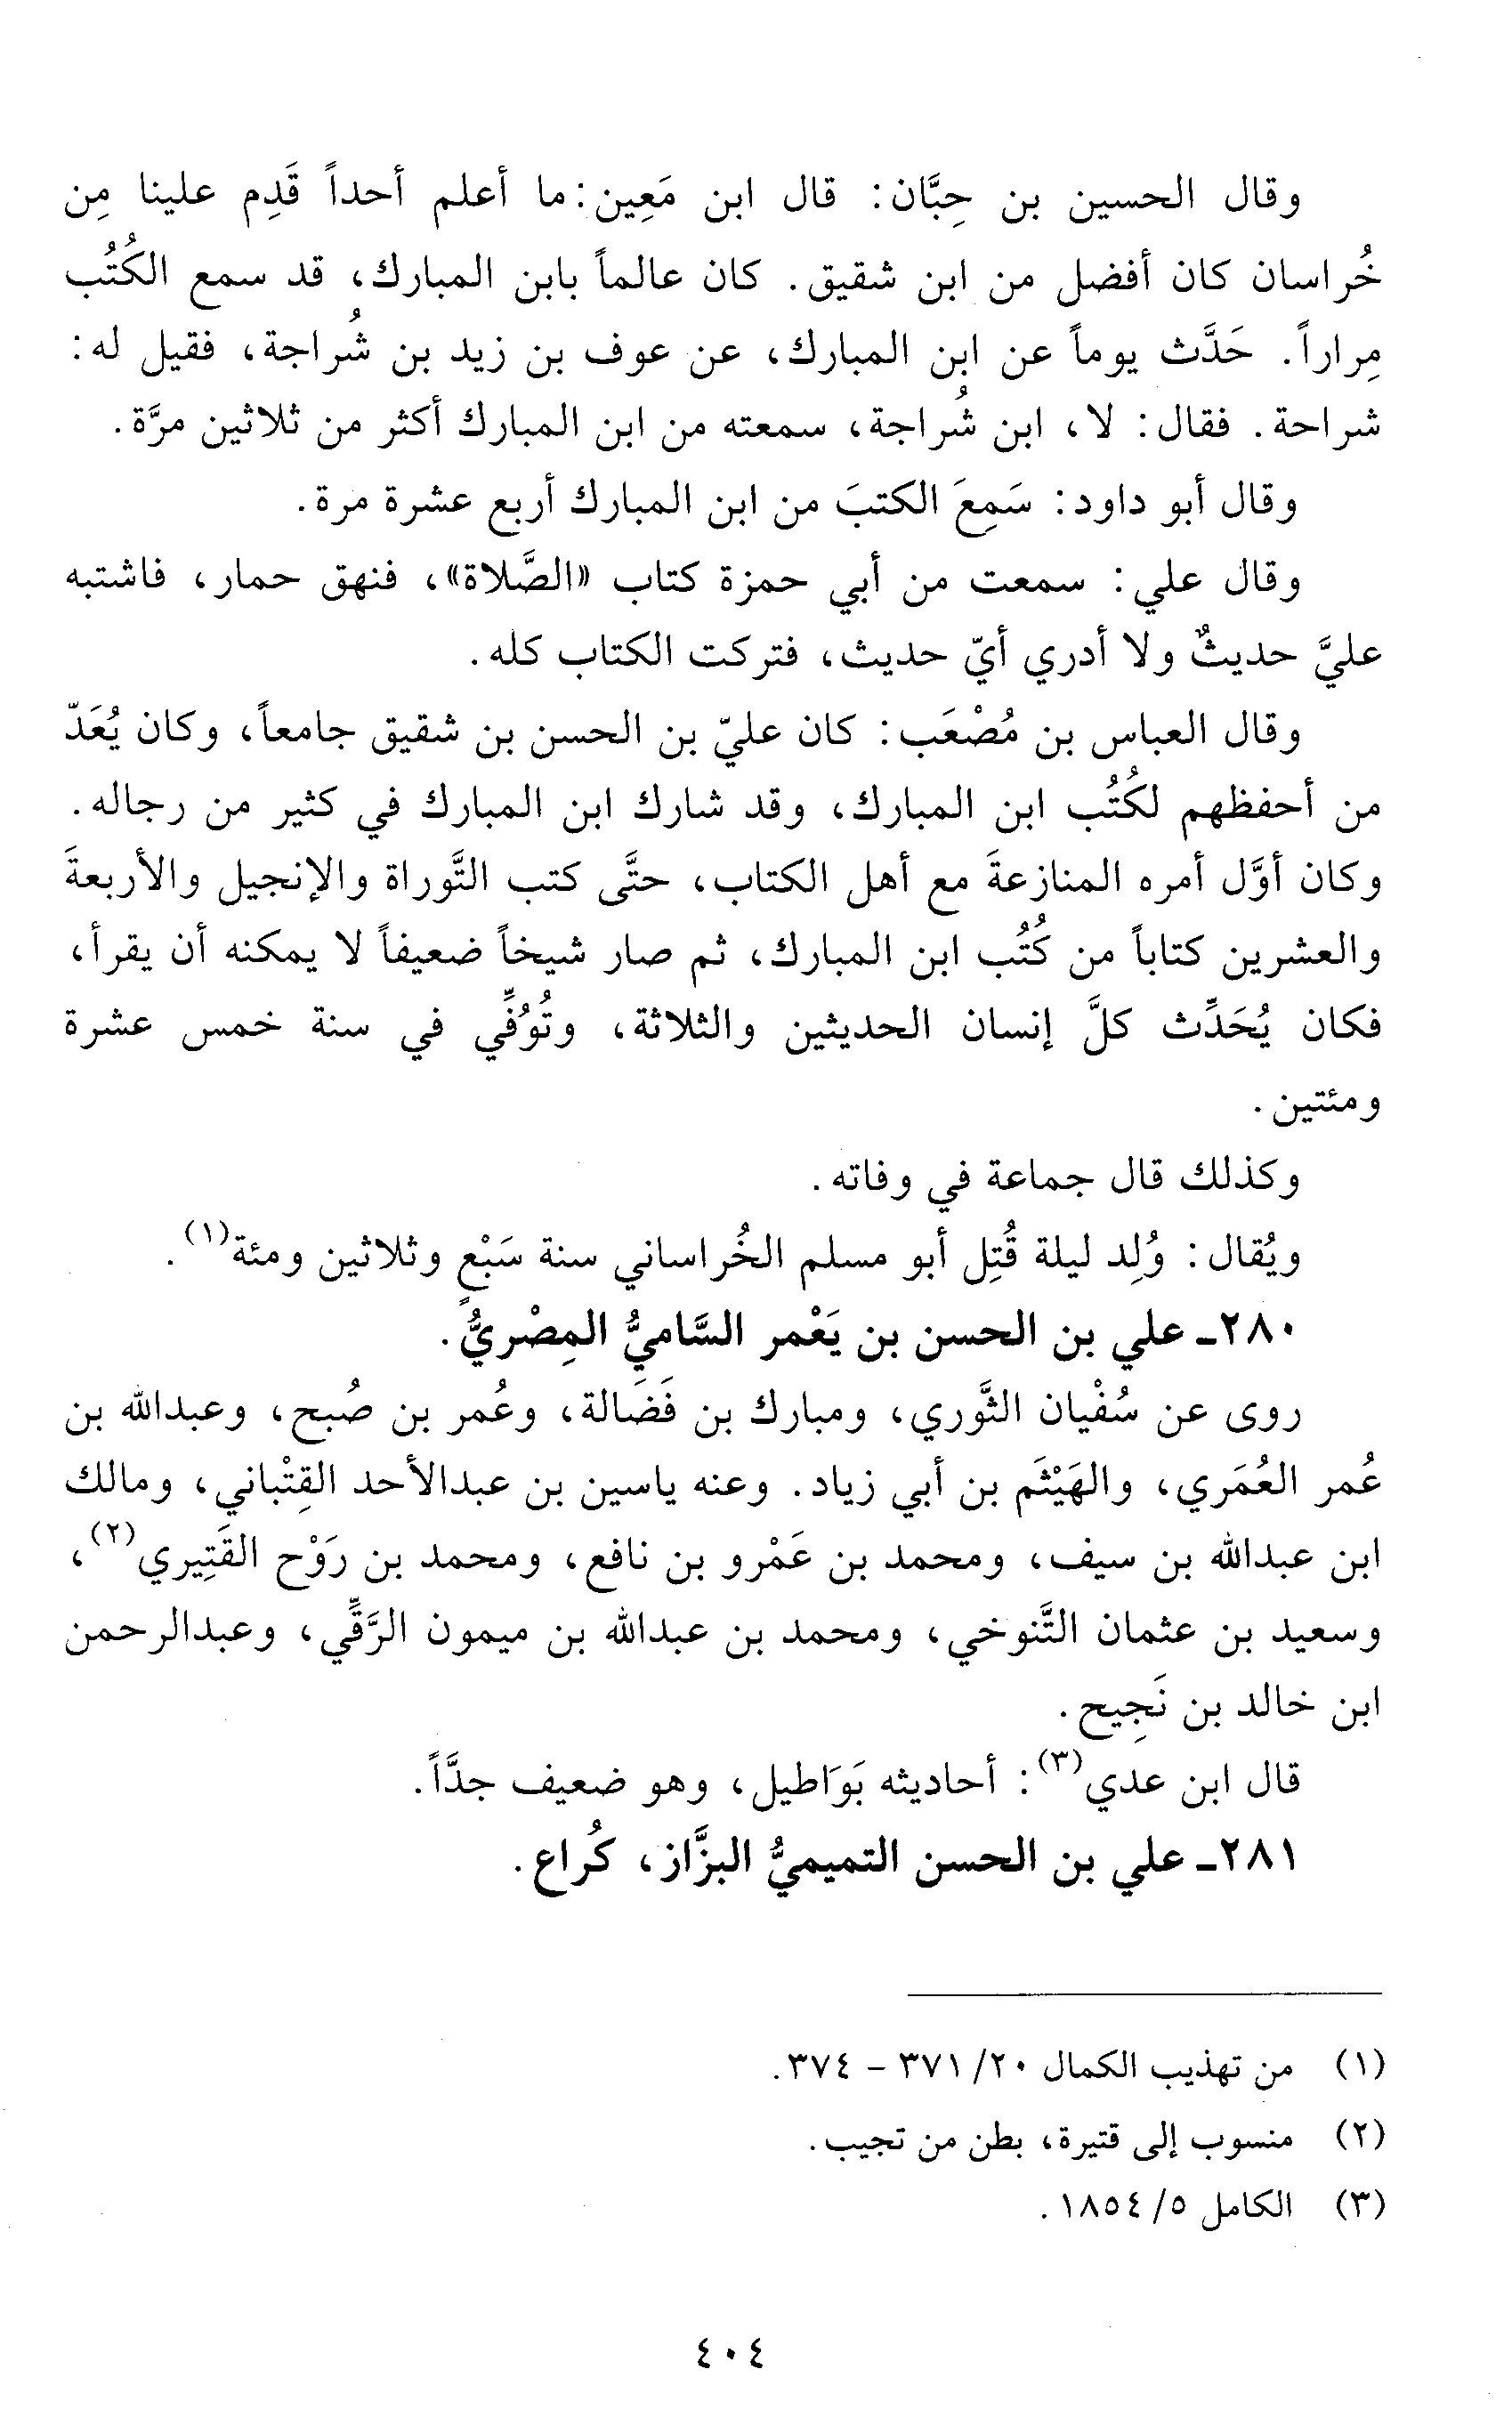 وقال الحسين بن حِبَّان: قال ابن مَعِين: ما أعلم أحداً قَدِم علينا مِن
خُراسان كان أفضل من ابن شقيق. كان عالماً بابن المبارك، قد سمع الكُتُب
مِراراً. حَدَّث يوماً عن ابن المبارك، عن عوف بن زيد بن شُراجة، فقيل له:
شراحة. فقال: لا، ابن شُراجة، سمعته من ابن المبارك أكثر من ثلاثين مرَّة.
وقال أبو داود: سَمِعَ الكتبَ من ابن المبارك أربع عشرة مرة.
وقال علي: سمعت من أبي حمزة كتاب «الصَّلاة»، فنهق حمار، فاشتبه
عليَّ حديثٌ ولا أدري أيّ حديث، فتركت الكتاب كله.
وقال العباس بن مُصْعَب: كان عليّ بن الحسن بن شقيق جامعاً، وكان يُعَدّ
من أحفظهم لكُتُب ابن المبارك، وقد شارك ابن المبارك في كثير من رجاله.
وكان أوَّل أمره المنازعةَ مع أهل الكتاب، حتَّى كتب التَّوراة والإنجيل والأربعةَ
والعشرين كتاباً من كُتُب ابن المبارك، ثم صار شيخاً ضعيفاً لا يمكنه أن يقرأ،
فكان يُحَدِّث كلَّ إنسان الحديثين والثلاثة، وتُوُفِّي في سنة خمس عشرة
ومئتين.
وكذلك قال جماعة في وفاته.
ويُقال: وُلِد ليلة قُتِل أبو مسلم الخُراساني سنة سَبْعٍ وثلاثين ومئة(١).
٢٨٠ـ علي بن الحسن بن يَعْمر السَّاميُّ المِصْريُّ.
روى عن سُفْيان الثَّوري، ومبارك بن فَضَالة، وعُمر بن صُبح، وعبدالله بن
عُمر العُمَري، والهَيْثَم بن أبي زياد. وعنه ياسين بن عبدالأحد القِتْباني، ومالك
ابن عبدالله بن سيف، ومحمد بن عَمْرو بن نافع، ومحمد بن رَوْح القَتِيري(٢)،
وسعيد بن عثمان التَّنوخي، ومحمد بن عبدالله بن ميمون الرَّقِّي، وعبدالرحمن
ابن خالد بن نَجِيح.
قال ابن عدي(٣): أحاديثه بَوَاطيل، وهو ضعيف جدَّاً.
٢٨١ـ علي بن الحسن التميميُّ البزَّاز، كُراع.
(١) من تهذيب الكمال ٢٠/ ٣٧١ – ٣٧٤.
(٢) منسوب إلى قتيرة، بطن من تجيب.
(٣) الكامل ٥/ ١٨٥٤.
٤٠٤